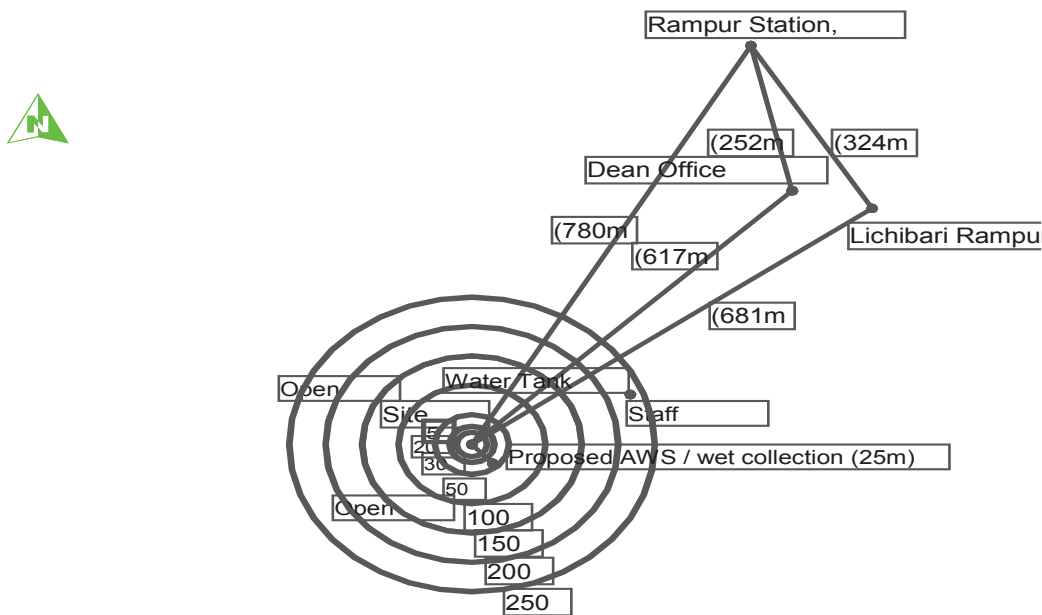 Rampur Station,
N
(252m
(324m
Dean Office
(780m
(617m
Lichibari Rampu
(681m
Water Tank
Open
Site
Staff
5
20
30
Proposed AWS / wet collection (25m)
50
Open
100
150
200
250